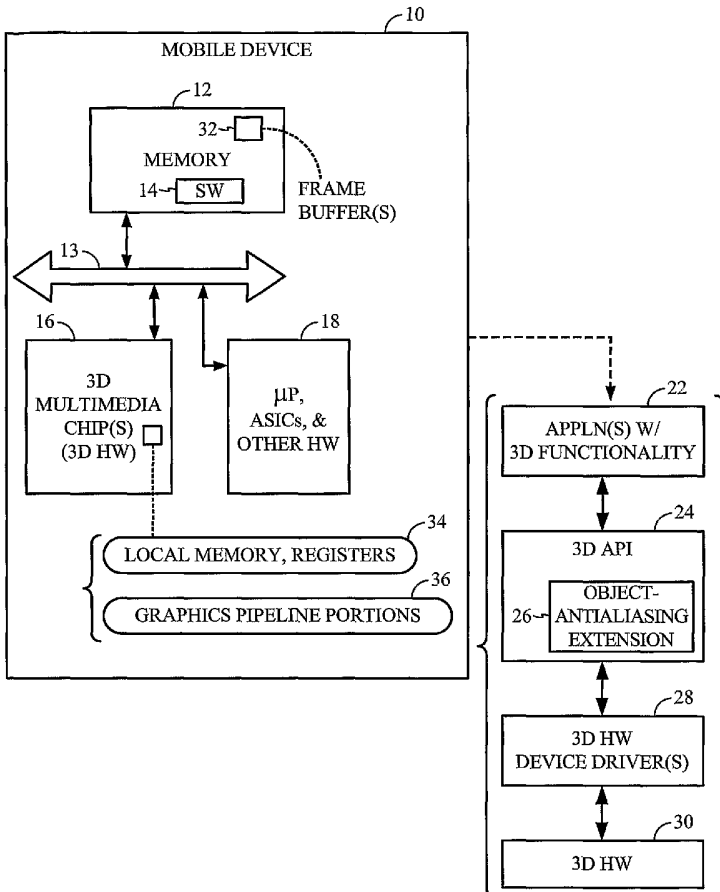 10
MOBILE DEVICE
12
32
MEMORY
14
SW
FRAME
BUFFER(S)
13
16
3D
MULTIMEDIA
CHIP(S)
(3D HW)
18
μP,
ASICs, &
OTHER HW
34
LOCAL MEMORY, REGISTERS
36
GRAPHICS PIPELINE PORTIONS
22
APPLN(S) W/
3D FUNCTIONALITY
24
3D API
26
OBJECT-
ANTIALIASING
EXTENSION
28
3D HW
DEVICE DRIVER(S)
30
3D HW